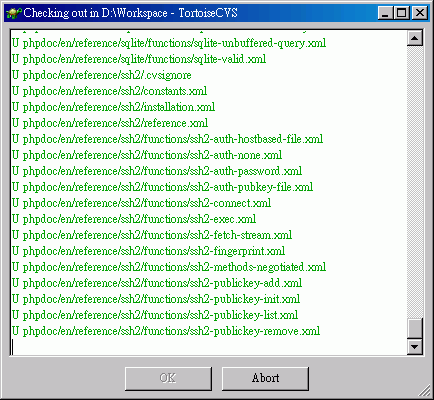 Checking out in D:\Workspace - TortoiseCVS
U phpdoc/en/reference/sqlite/functions/sqlite-unbuffered-query.xml
U phpdoc/en/reference/sqlite/functions/sqlite-valid.xml
U phpdoc/en/reference/ssh2/.cvsignore
U phpdoc/en/reference/ssh2/constants.xml
U phpdoc/en/reference/ssh2/installation.xml
U phpdoc/en/reference/ssh2/reference.xml
U phpdoc/en/reference/ssh2/functions/ssh2-auth-hostbased-file.xml
U phpdoc/en/reference/ssh2/functions/ssh2-auth-none.xml
U phpdoc/en/reference/ssh2/functions/ssh2-auth-password.xml
U phpdoc/en/reference/ssh2/functions/ssh2-auth-pubkey-file.xml
U phpdoc/en/reference/ssh2/functions/ssh2-connect.xml
U phpdoc/en/reference/ssh2/functions/ssh2-exec.xml
U phpdoc/en/reference/ssh2/functions/ssh2-fetch-stream.xml
U phpdoc/en/reference/ssh2/functions/ssh2-fingerprint.xml
U phpdoc/en/reference/ssh2/functions/ssh2-methods-negotiated.xml
U phpdoc/en/reference/ssh2/functions/ssh2-publickey-add.xml
U phpdoc/en/reference/ssh2/functions/ssh2-publickey-init.xml
U phpdoc/en/reference/ssh2/functions/ssh2-publickey-list.xml
U phpdoc/en/reference/ssh2/functions/ssh2-publickey-remove.xml
OK Abort